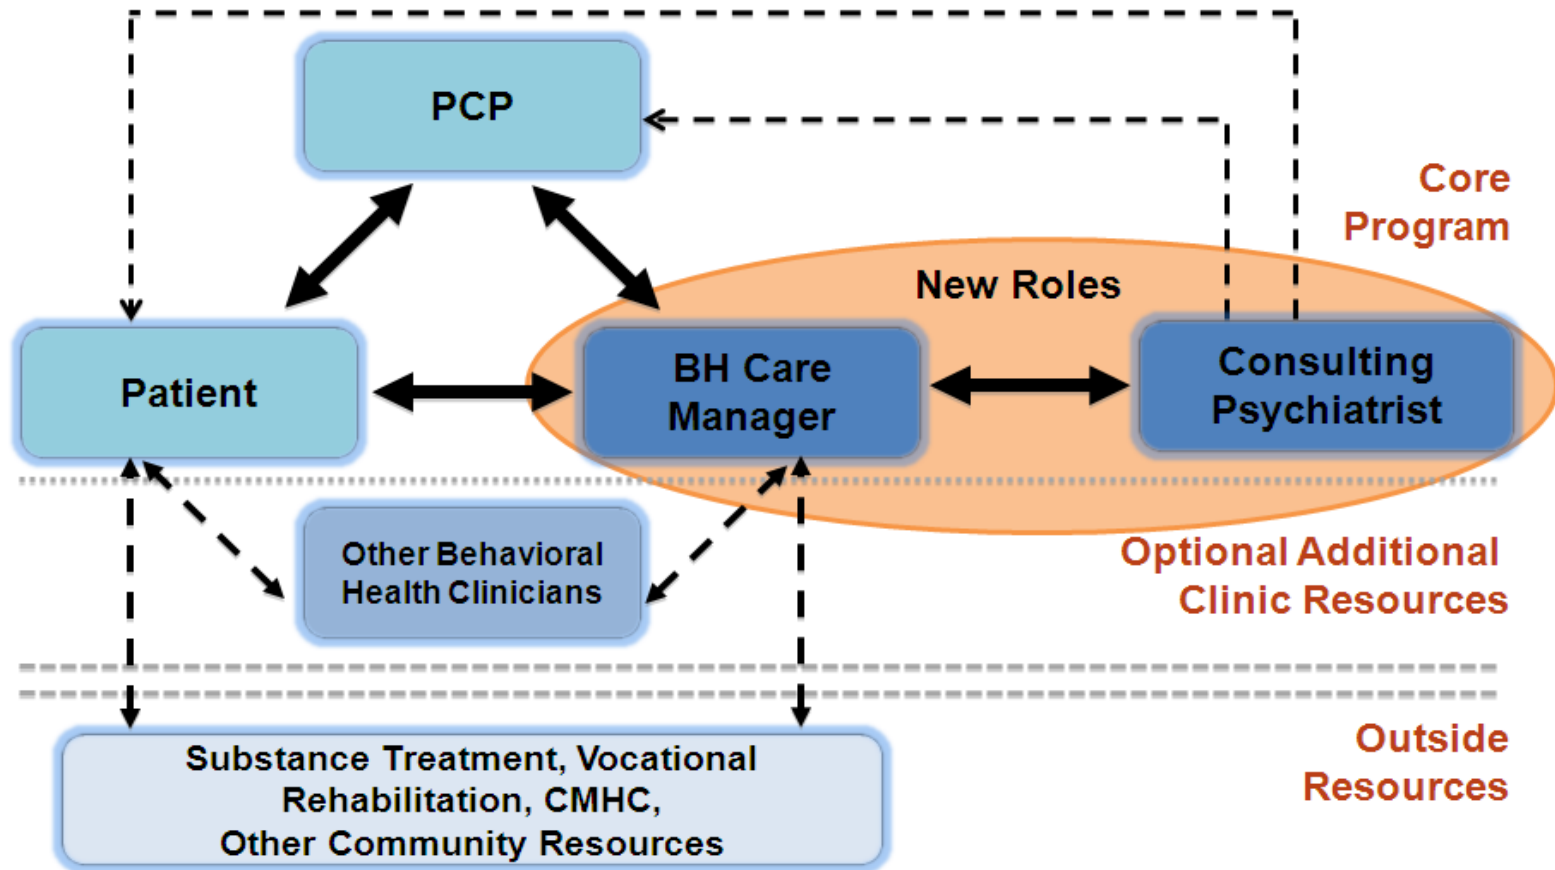 PCP
Core
Program
New Roles
Patient
BH Care
Manager
Consulting
Psychiatrist
Other Behavioral
Health Clinicians
Optional Additional
Clinic Resources
Substance Treatment, Vocational
Rehabilitation, CMHC,
Other Community Resources
Outside
Resources